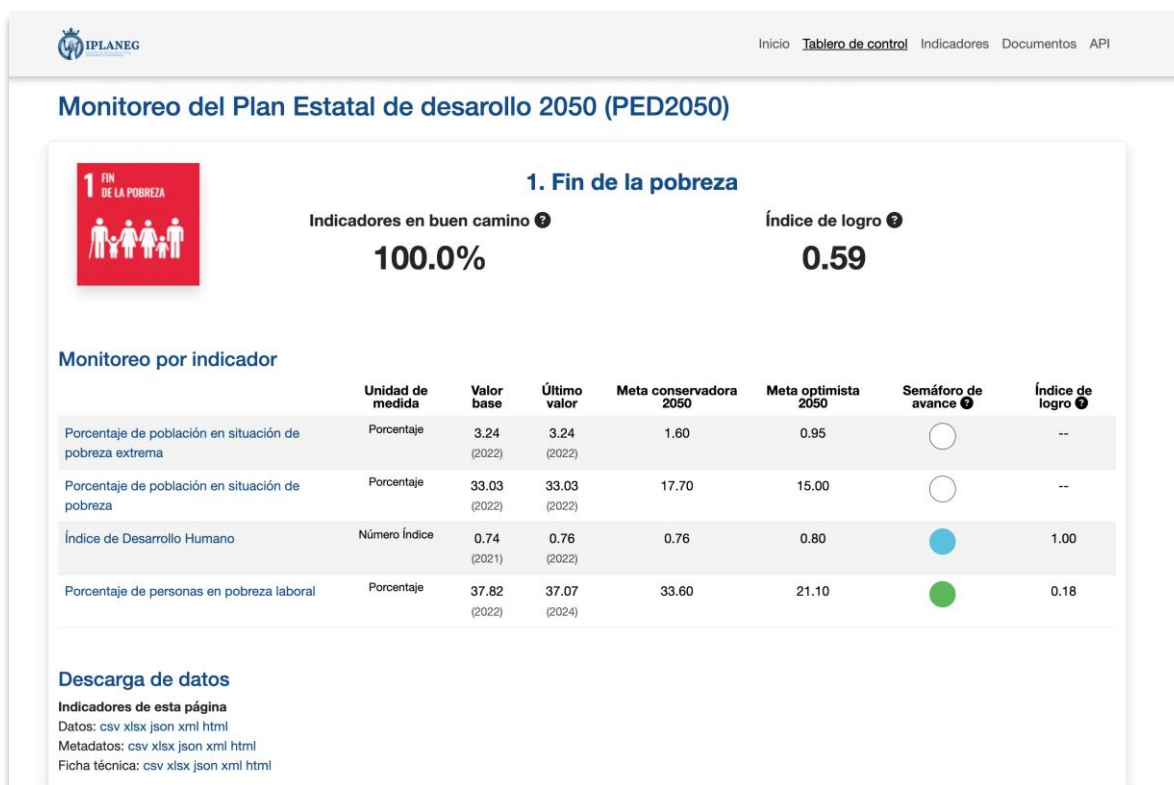 IPLANEG
Inicio Tablero de control Indicadores Documentos API
Monitoreo del Plan Estatal de desarollo 2050 (PED2050)
1 FIN
DE LA POBREZA
1. Fin de la pobreza
Indicadores en buen camino ? Índice de logro ?
100.0% 0.59
Monitoreo por indicador
Unidad de medida Valor base Último valor Meta conservadora 2050 Meta optimista 2050 Semáforo de avance ? Índice de logro ?
Porcentaje de población en situación de pobreza extrema Porcentaje 3.24 (2022) 3.24 (2022) 1.60 0.95 --
Porcentaje de población en situación de pobreza Porcentaje 33.03 (2022) 33.03 (2022) 17.70 15.00 --
Índice de Desarrollo Humano Número Índice 0.74 (2021) 0.76 (2022) 0.76 0.80 1.00
Porcentaje de personas en pobreza laboral Porcentaje 37.82 (2022) 37.07 (2024) 33.60 21.10 0.18
Descarga de datos
Indicadores de esta página
Datos: csv xlsx json xml html
Metadatos: csv xlsx json xml html
Ficha técnica: csv xlsx json xml html